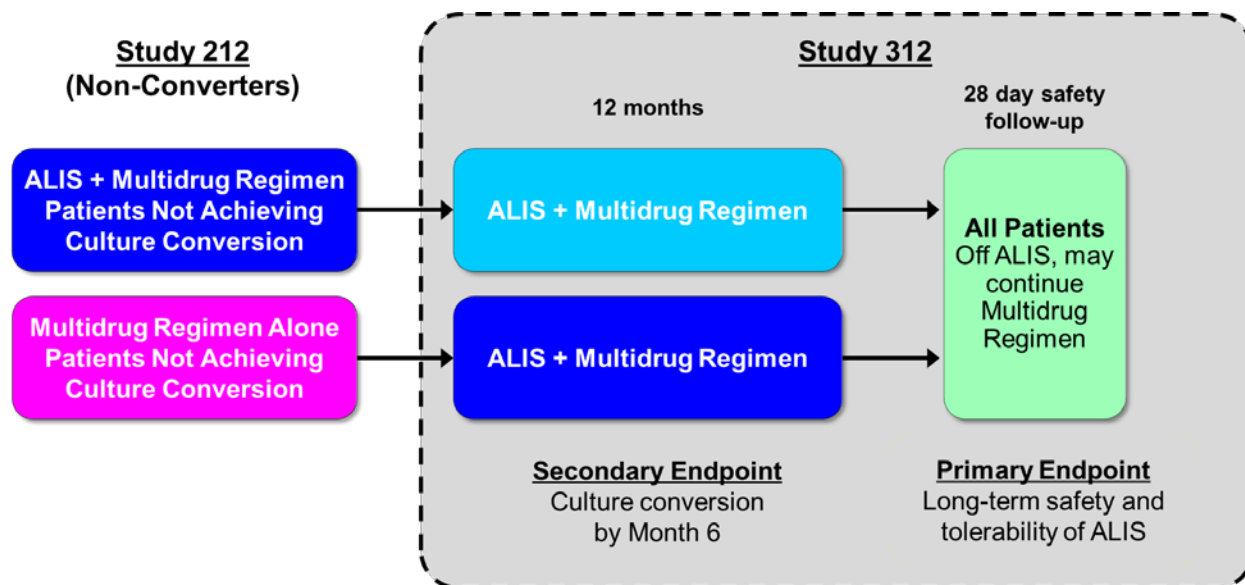 Study 212
(Non-Converters)
Study 312
12 months
28 day safety
follow-up
ALIS + Multidrug Regimen
Patients Not Achieving
Culture Conversion
ALIS + Multidrug Regimen
Multidrug Regimen Alone
Patients Not Achieving
Culture Conversion
ALIS + Multidrug Regimen
All Patients
Off ALIS, may
continue
Multidrug
Regimen
Secondary Endpoint
Culture conversion
by Month 6
Primary Endpoint
Long-term safety and
tolerability of ALIS